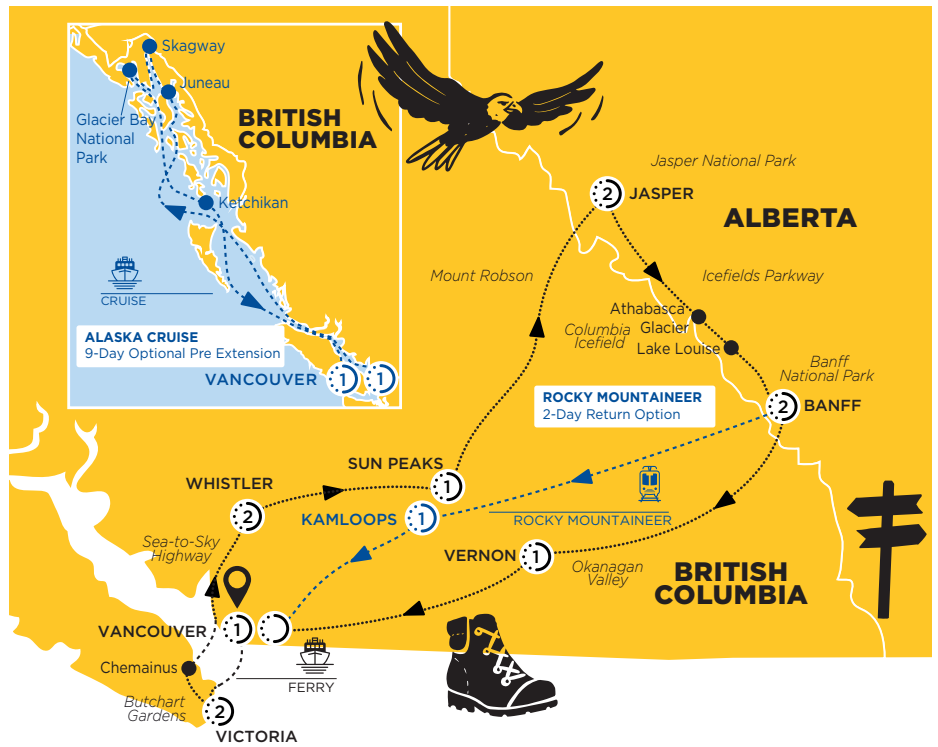 Skagway
Juneau
Glacier Bay
National
Park
BRITISH
COLUMBIA
Ketchikan
CRUISE
ALASKA CRUISE
9-Day Optional Pre Extension
VANCOUVER
1
1
Jasper National Park
2
JASPER
ALBERTA
Mount Robson
Icefields Parkway
Athabasca
Glacier
Columbia
Icefield
Lake Louise
Banff
National Park
ROCKY MOUNTAINEER
2-Day Return Option
2
BANFF
SUN PEAKS
1
WHISTLER
2
KAMLOOPS
1
ROCKY MOUNTAINEER
Sea-to-Sky
Highway
VERNON
1
Okanagan
Valley
BRITISH
COLUMBIA
VANCOUVER
1
Chemainus
FERRY
Butchart
Gardens
2
VICTORIA